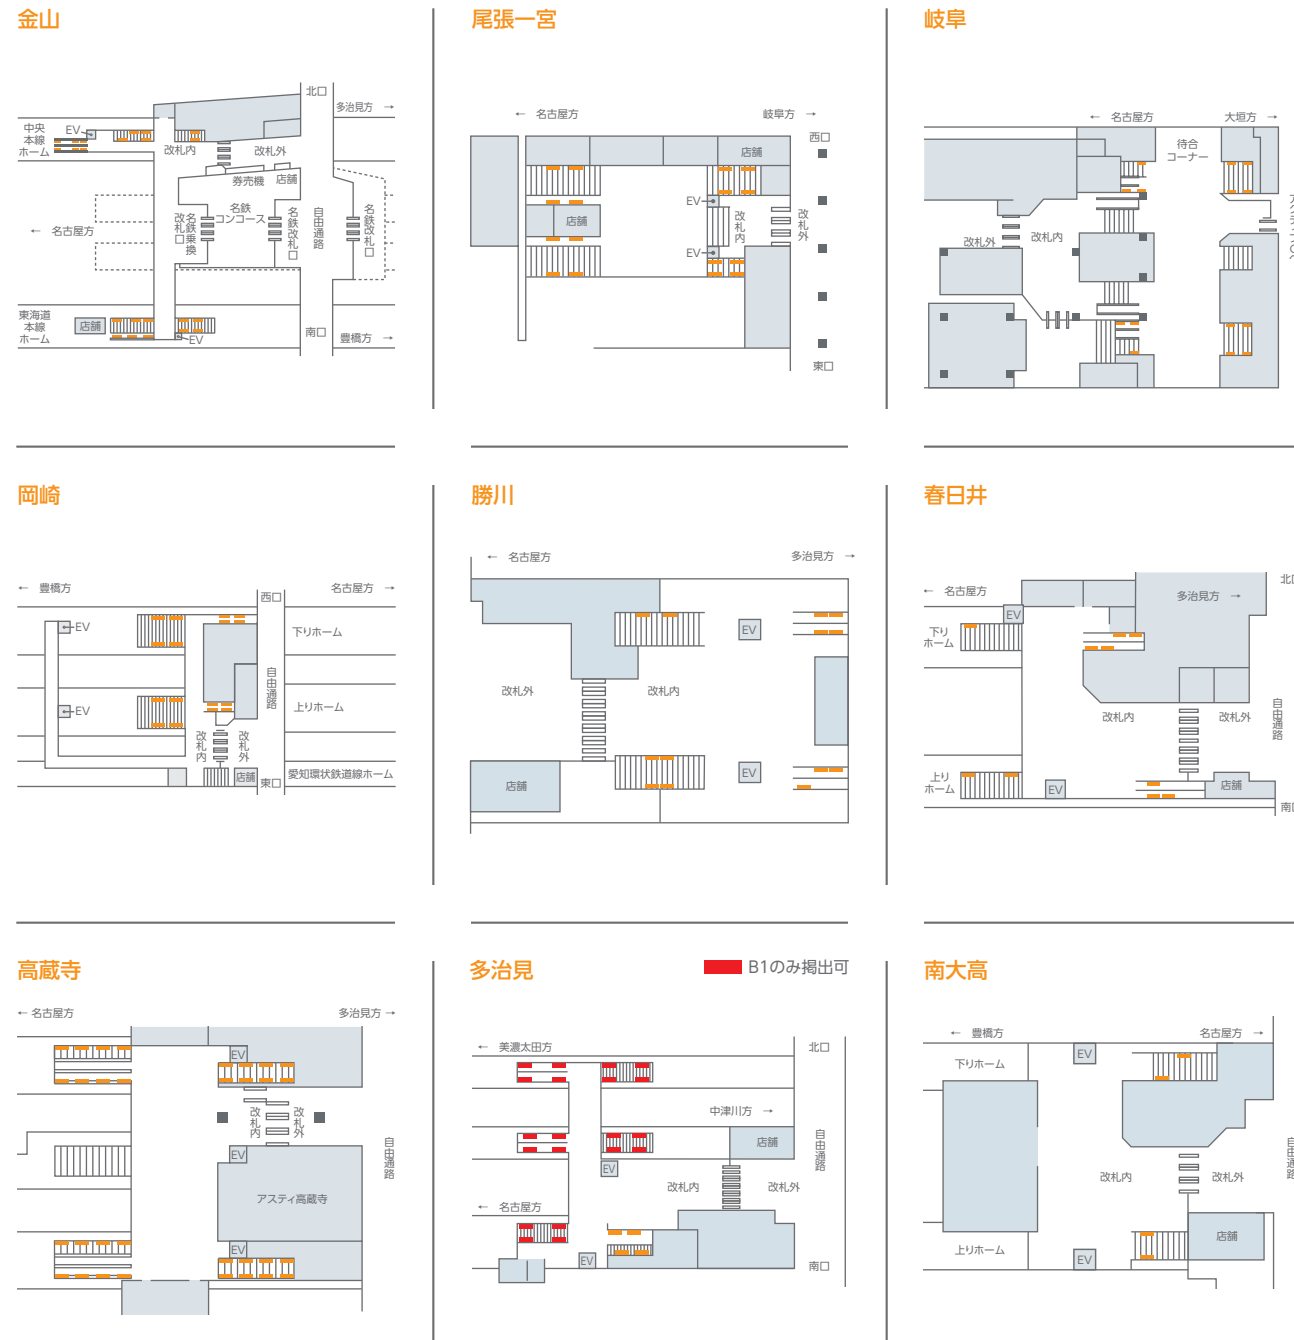 金山
北口
多治見方 →
中央
本線
ホーム
EV
改札内
改札外
券売機
店舗
名鉄
コンコース
名鉄乗換
改札口
名鉄改札口
自由通路
名鉄改札口
← 名古屋方
東海道
本線
ホーム
店舗
EV
南口
豊橋方 →
尾張一宮
← 名古屋方
岐阜方 →
西口
店舗
EV
店舗
改札内
改札外
EV
東口
岐阜
← 名古屋方
大垣方 →
待合
コーナー
改札外
改札内
岡崎
← 豊橋方
名古屋方 →
西口
EV
下りホーム
自由通路
EV
上りホーム
改札内
改札外
店舗
東口
愛知環状鉄道線ホーム
勝川
← 名古屋方
多治見方 →
EV
改札外
改札内
店舗
EV
春日井
北口
← 名古屋方
多治見方 →
EV
下り
ホーム
改札内
改札外
自由通路
上り
ホーム
EV
店舗
南口
高蔵寺
← 名古屋方
多治見方 →
EV
改札内
改札外
自由通路
EV
アスティ高蔵寺
EV
多治見
B1のみ掲出可
← 美濃太田方
北口
中津川方 →
店舗
自由通路
EV
改札内
改札外
← 名古屋方
EV
南口
南大高
← 豊橋方
名古屋方 →
下りホーム
EV
改札内
改札外
自由通路
店舗
上りホーム
EV